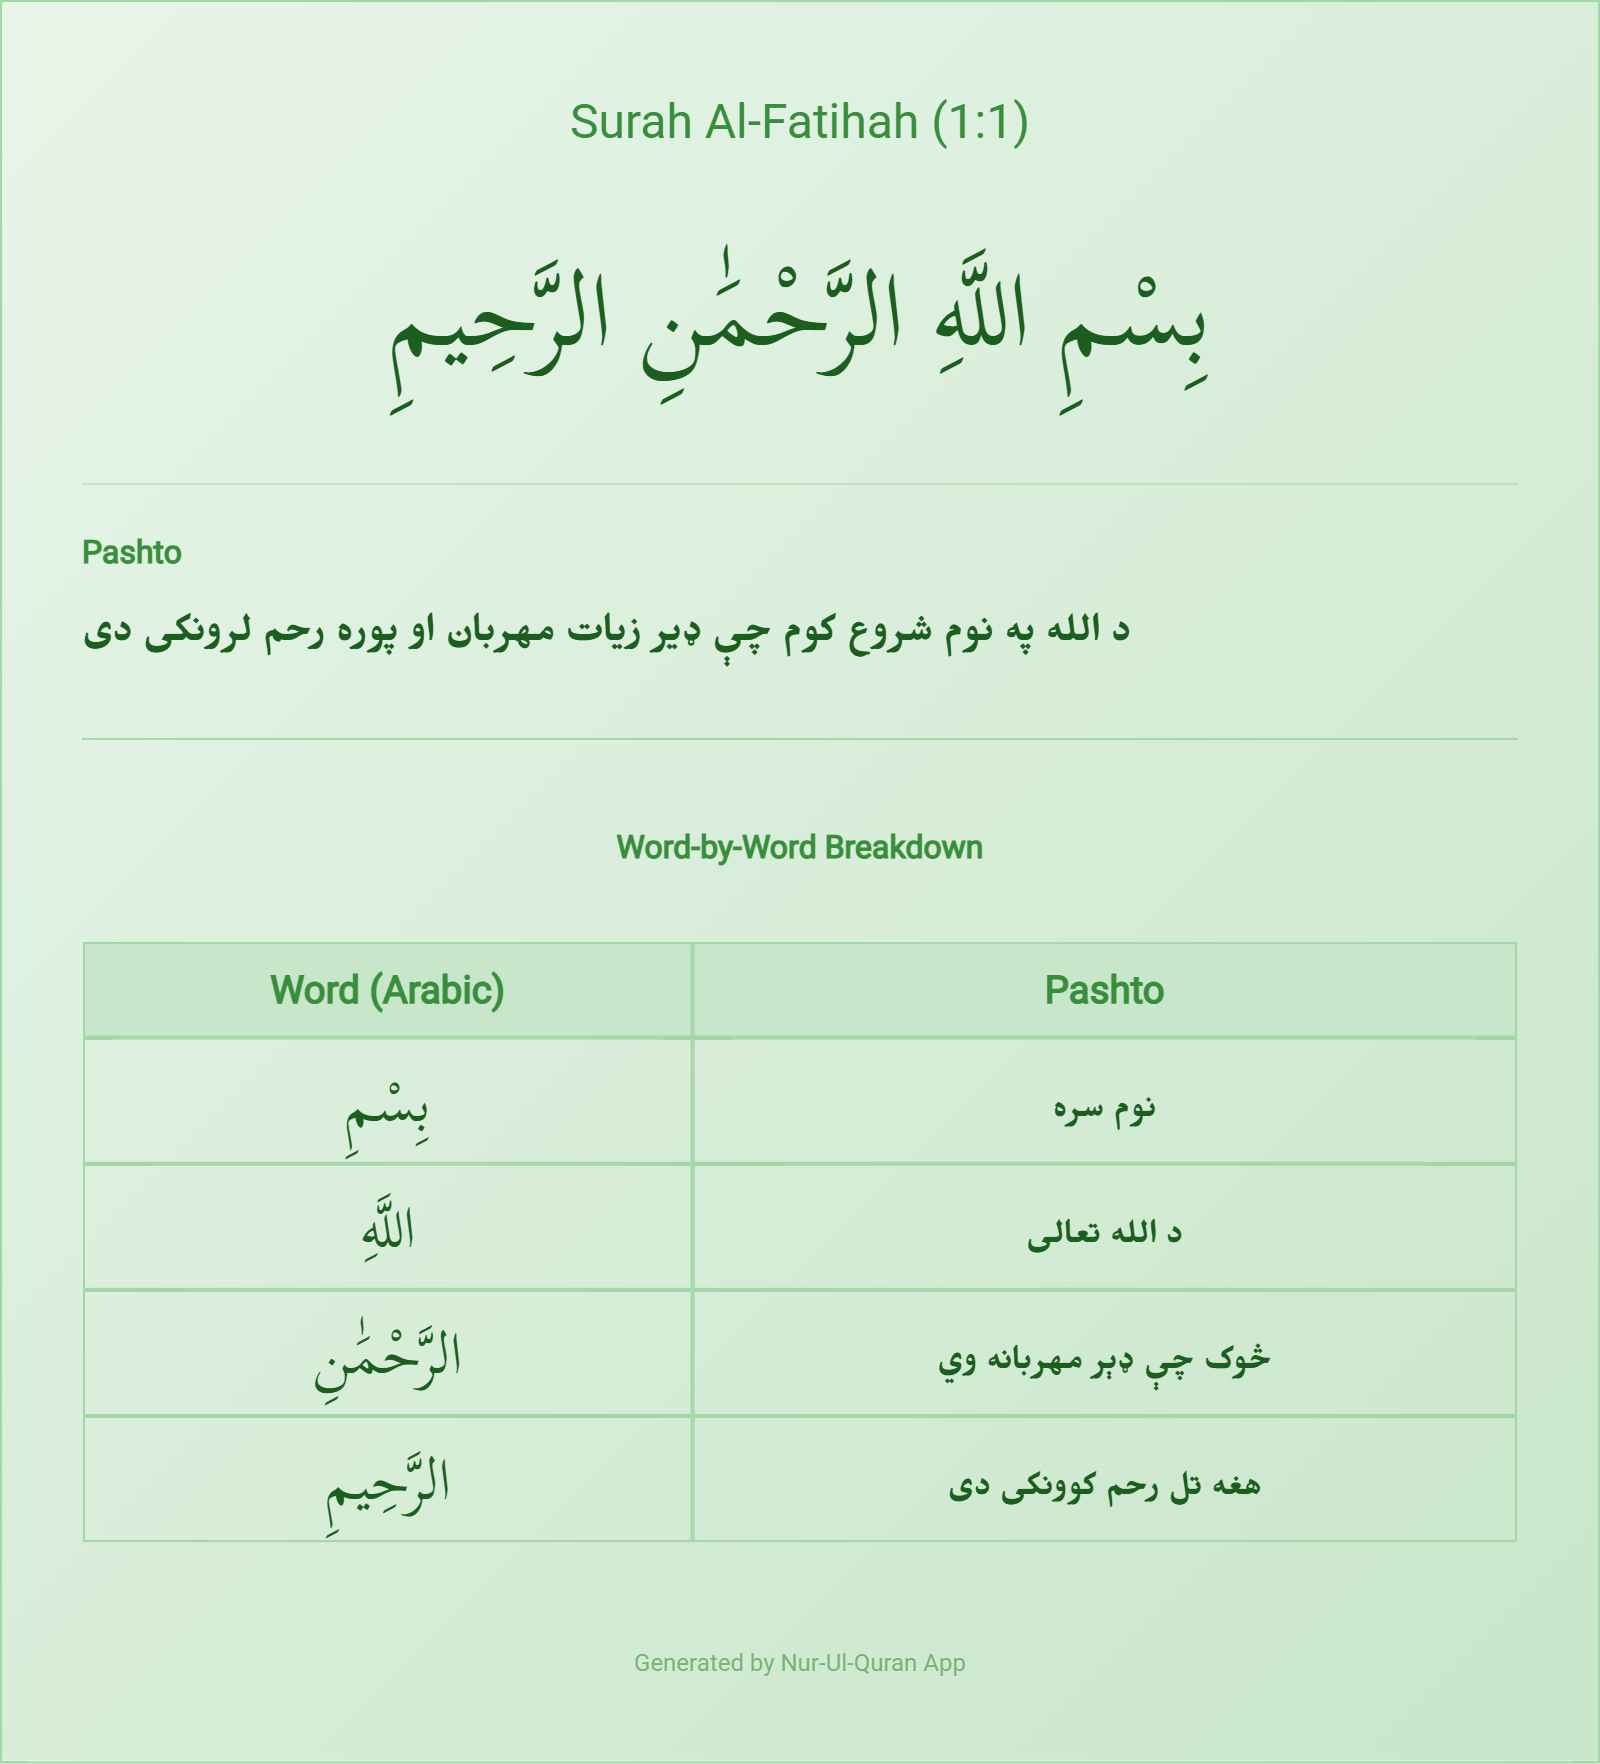 Surah Al-Fatihah (1:1)
بِسْمِ اللَّهِ الرَّحْمَٰنِ الرَّحِيمِ
Pashto
د الله په نوم شروع کوم چې ډیر زیات مهربان او پوره رحم لرونکی دی
Word-by-Word Breakdown
Word (Arabic) Pashto
بِسْمِ نوم سره
اللَّهِ د الله تعالی
الرَّحْمَٰنِ څوک چې ډېر مهربانه وي
الرَّحِيمِ هغه تل رحم کوونکی دی
Generated by Nur-Ul-Quran App